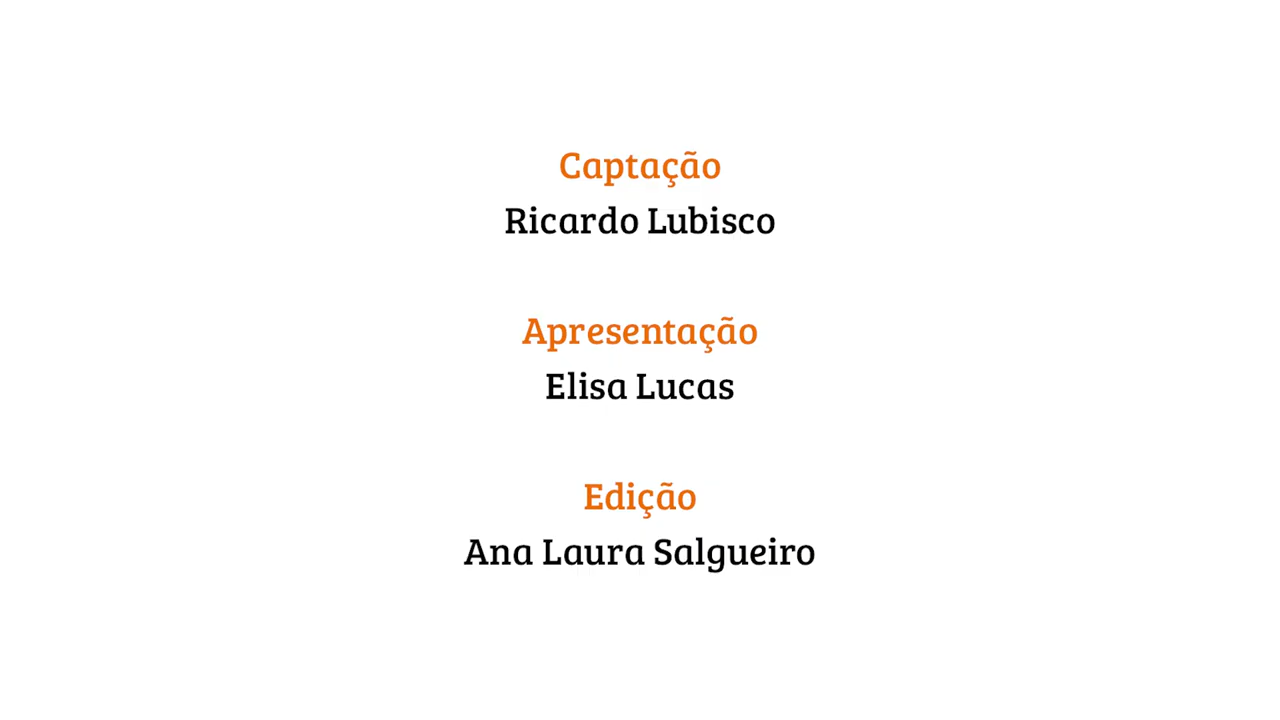 Captação
Ricardo Lubisco
Apresentação
Elisa Lucas
Edição
Ana Laura Salgueiro